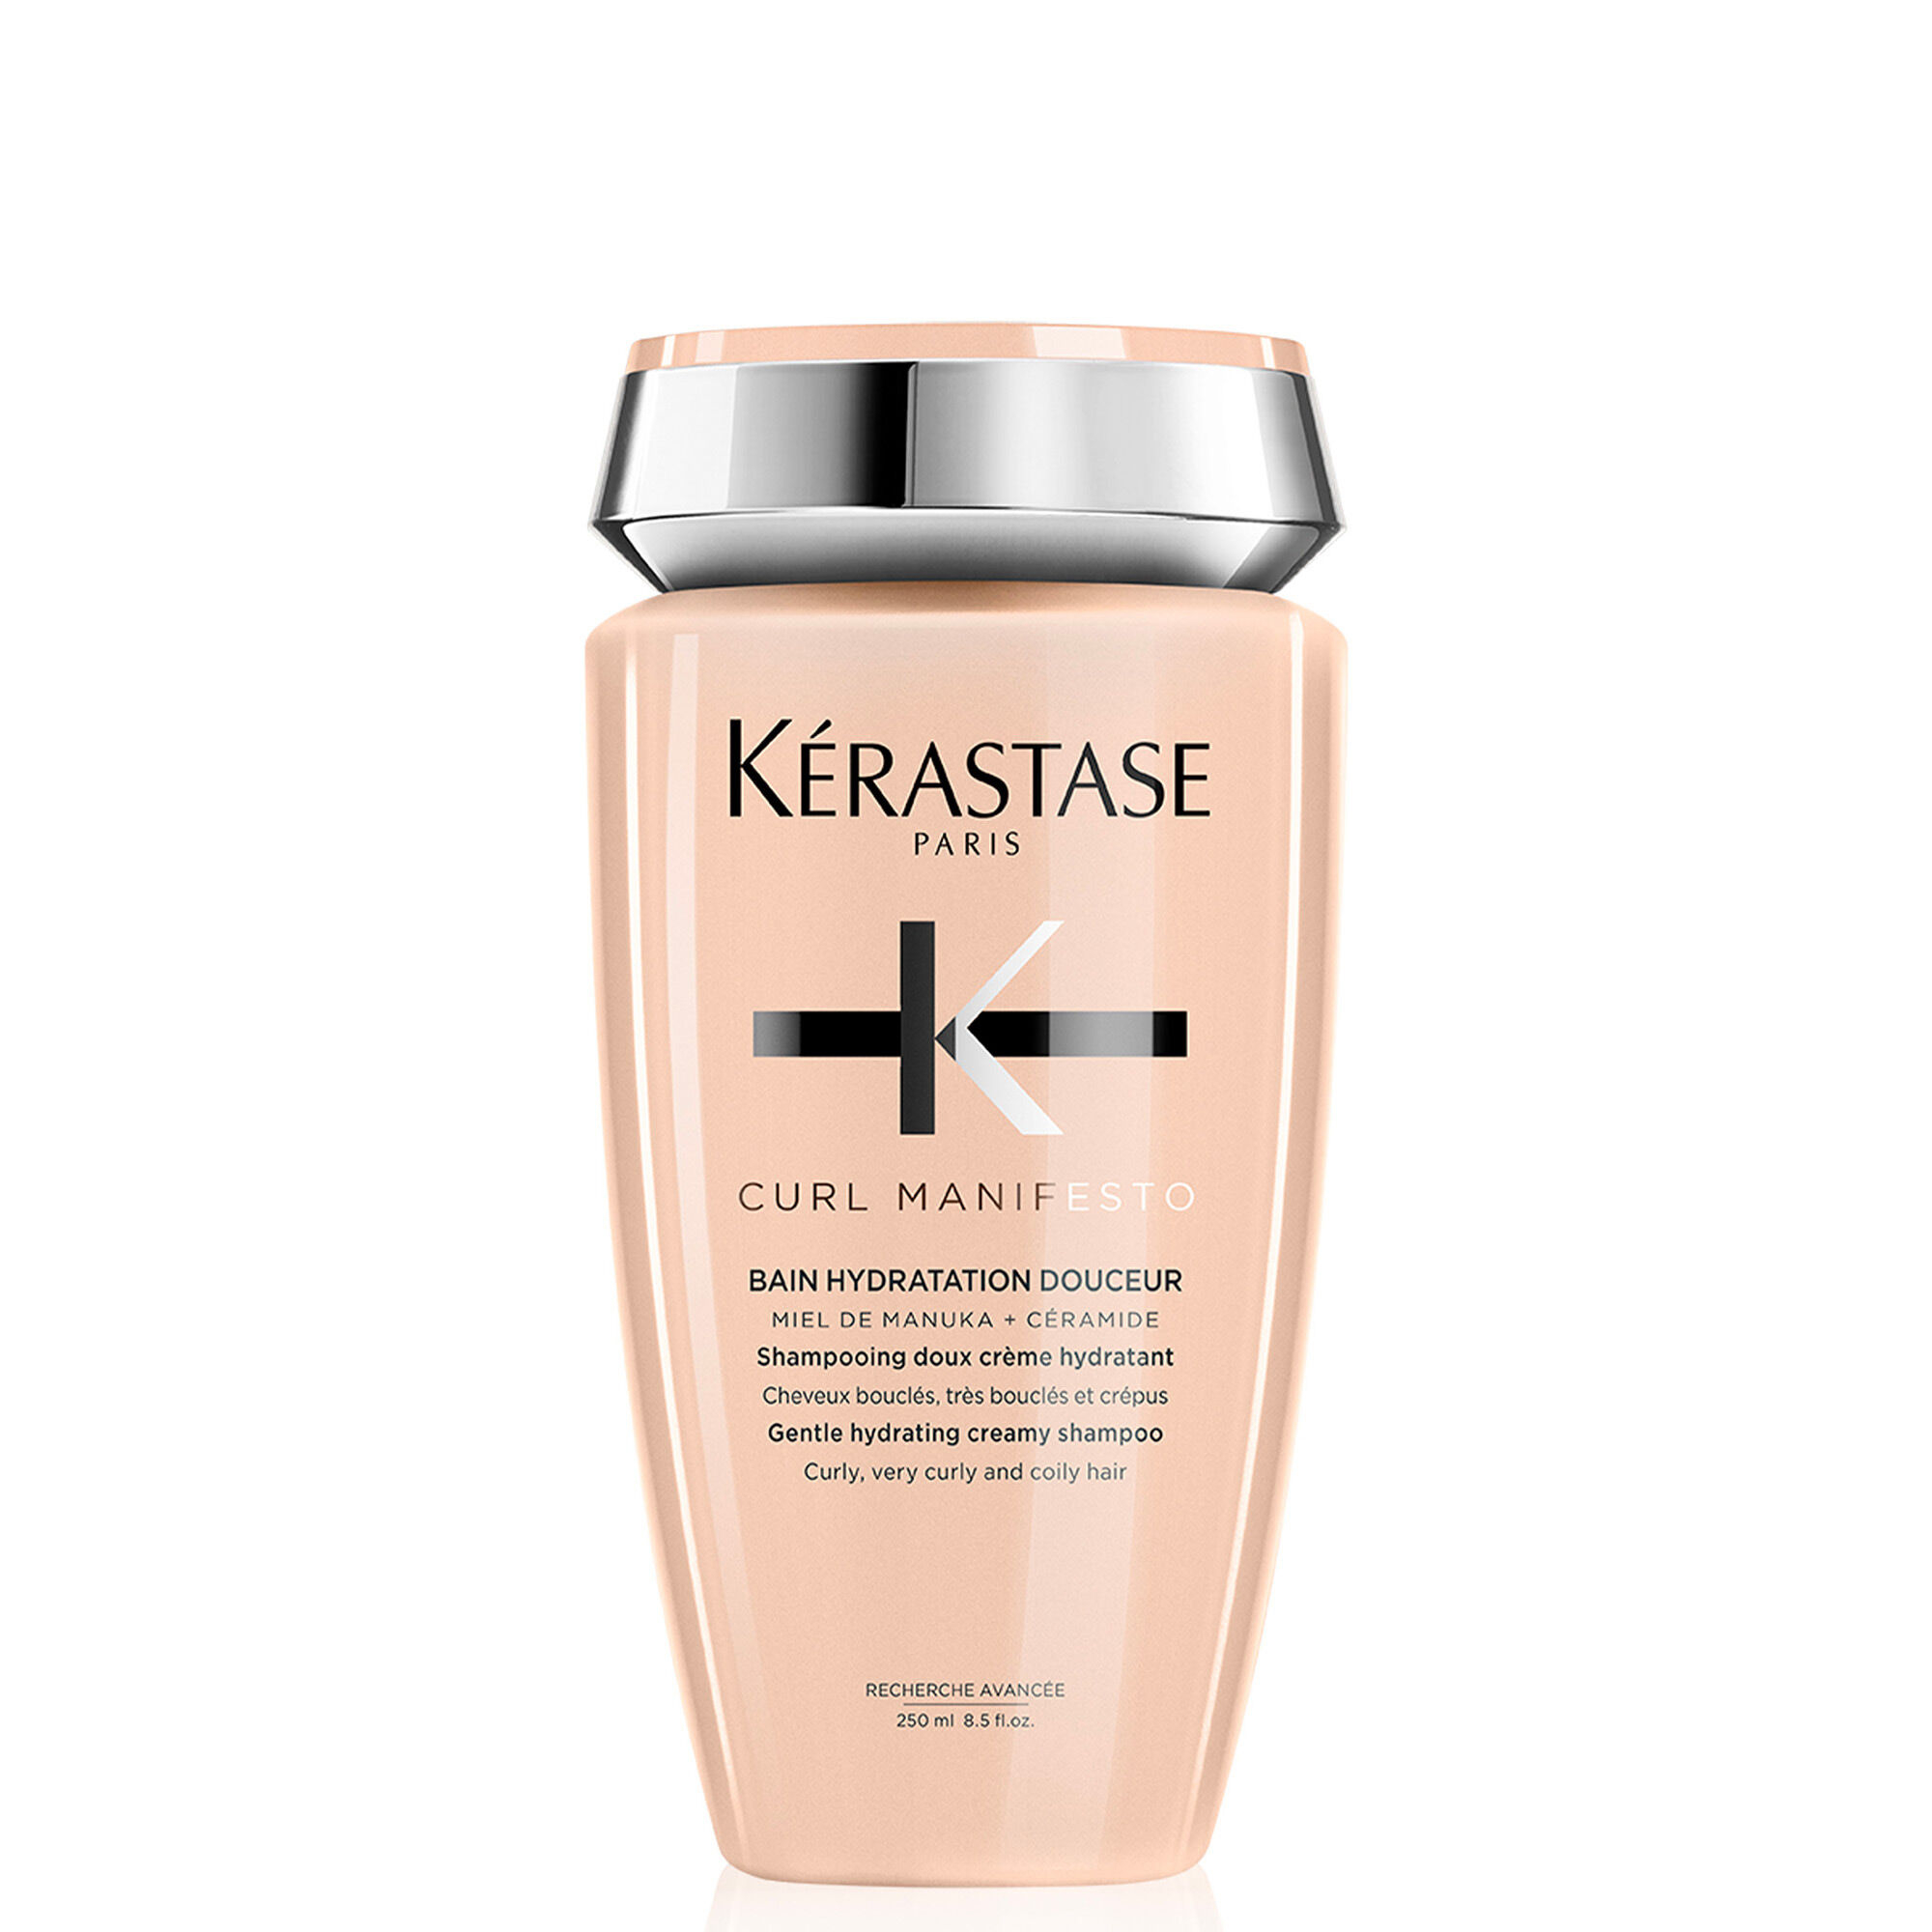 KÉRASTASE
PARIS
K
CURL MANIFESTO
BAIN HYDRATATION DOUCEUR
MIEL DE MANUKA + CÉRAMIDE
Shampooing doux crème hydratant
Cheveux bouclés, très bouclés et crépus
Gentle hydrating creamy shampoo
Curly, very curly and coily hair
RECHERCHE AVANCÉE
250 ml 8.5 fl.oz.